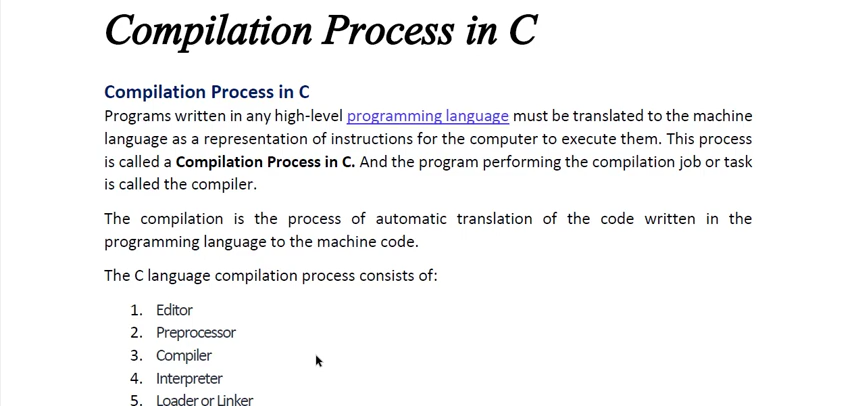 Compilation Process in C
Compilation Process in C
Programs written in any high-level programming language must be translated to the machine
language as a representation of instructions for the computer to execute them. This process
is called a Compilation Process in C. And the program performing the compilation job or task
is called the compiler.
The compilation is the process of automatic translation of the code written in the
programming language to the machine code.
The C language compilation process consists of:
1. Editor
2. Preprocessor
3. Compiler
4. Interpreter
5. Loader or Linker